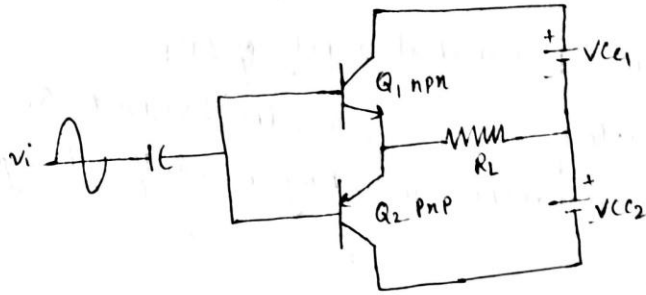 +
VCC1
-
Q1 npn
vi
RL
+
Q2 pnp
VCC2
-